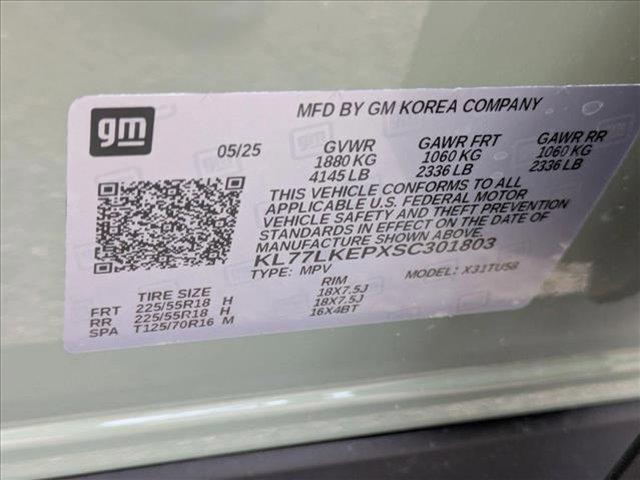 gm
MFD BY GM KOREA COMPANY
05/25 GVWR GAWR FRT GAWR RR
1880 KG 1060 KG 1060 KG
4145 LB 2336 LB 2336 LB
THIS VEHICLE CONFORMS TO ALL
APPLICABLE U.S. FEDERAL MOTOR
VEHICLE SAFETY AND THEFT PREVENTION
STANDARDS IN EFFECT ON THE DATE OF
MANUFACTURE SHOWN ABOVE.
KL77LKEPXSC301803
TYPE: MPV MODEL: X31TU58
TIRE SIZE RIM
FRT 225/55R18 H 18X7.5J
RR 225/55R18 H 18X7.5J
SPA T125/70R16 M 16X4BT